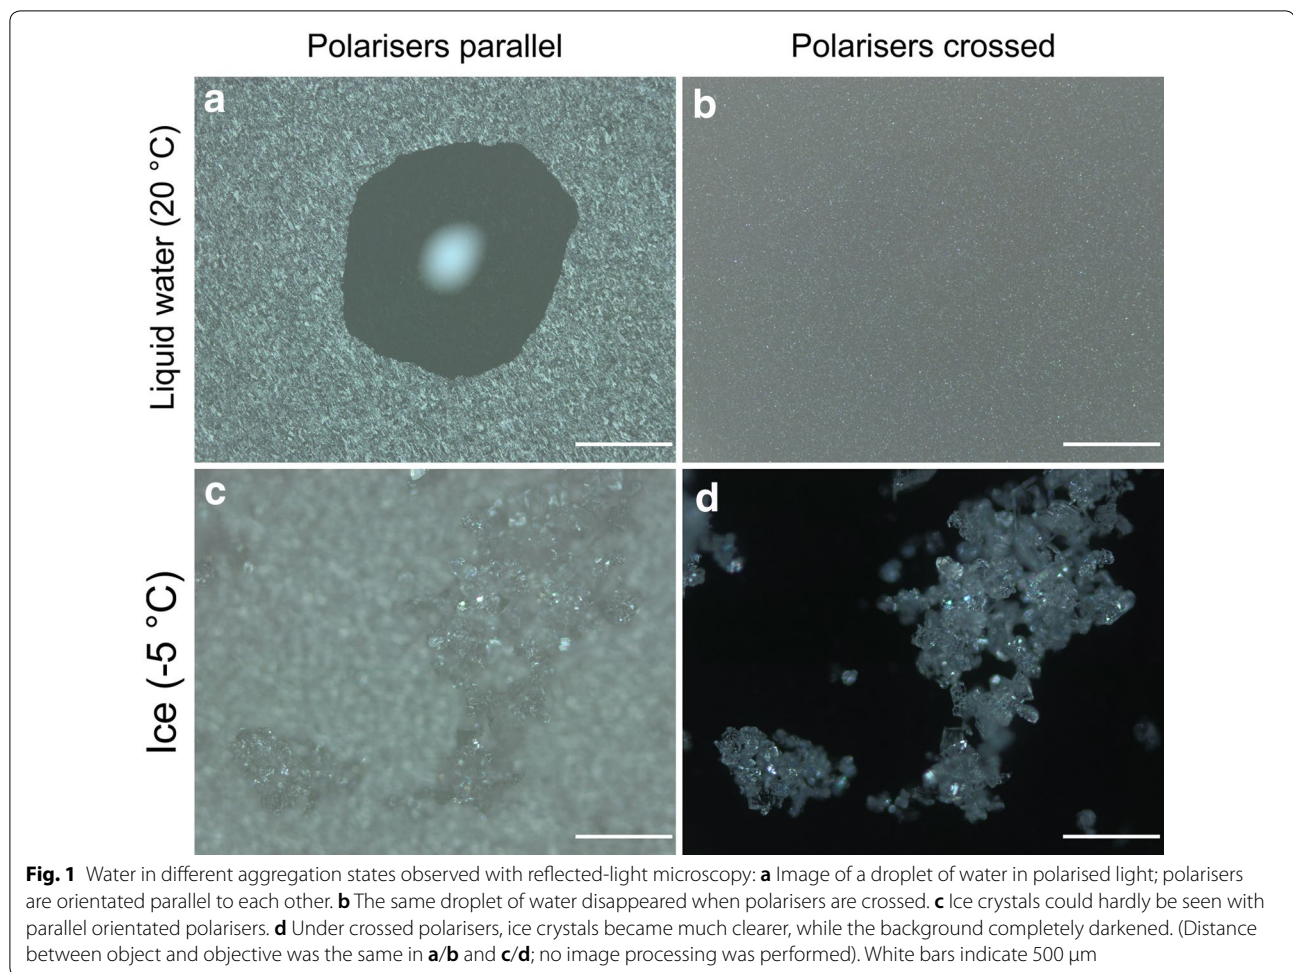 Polarisers parallel
Polarisers crossed
Liquid water (20 °C)
a
b
Ice (-5 °C)
c
d
Fig. 1 Water in different aggregation states observed with reflected-light microscopy: a Image of a droplet of water in polarised light; polarisers
are orientated parallel to each other. b The same droplet of water disappeared when polarisers are crossed. c Ice crystals could hardly be seen with
parallel orientated polarisers. d Under crossed polarisers, ice crystals became much clearer, while the background completely darkened. (Distance
between object and objective was the same in a/b and c/d; no image processing was performed). White bars indicate 500 μm